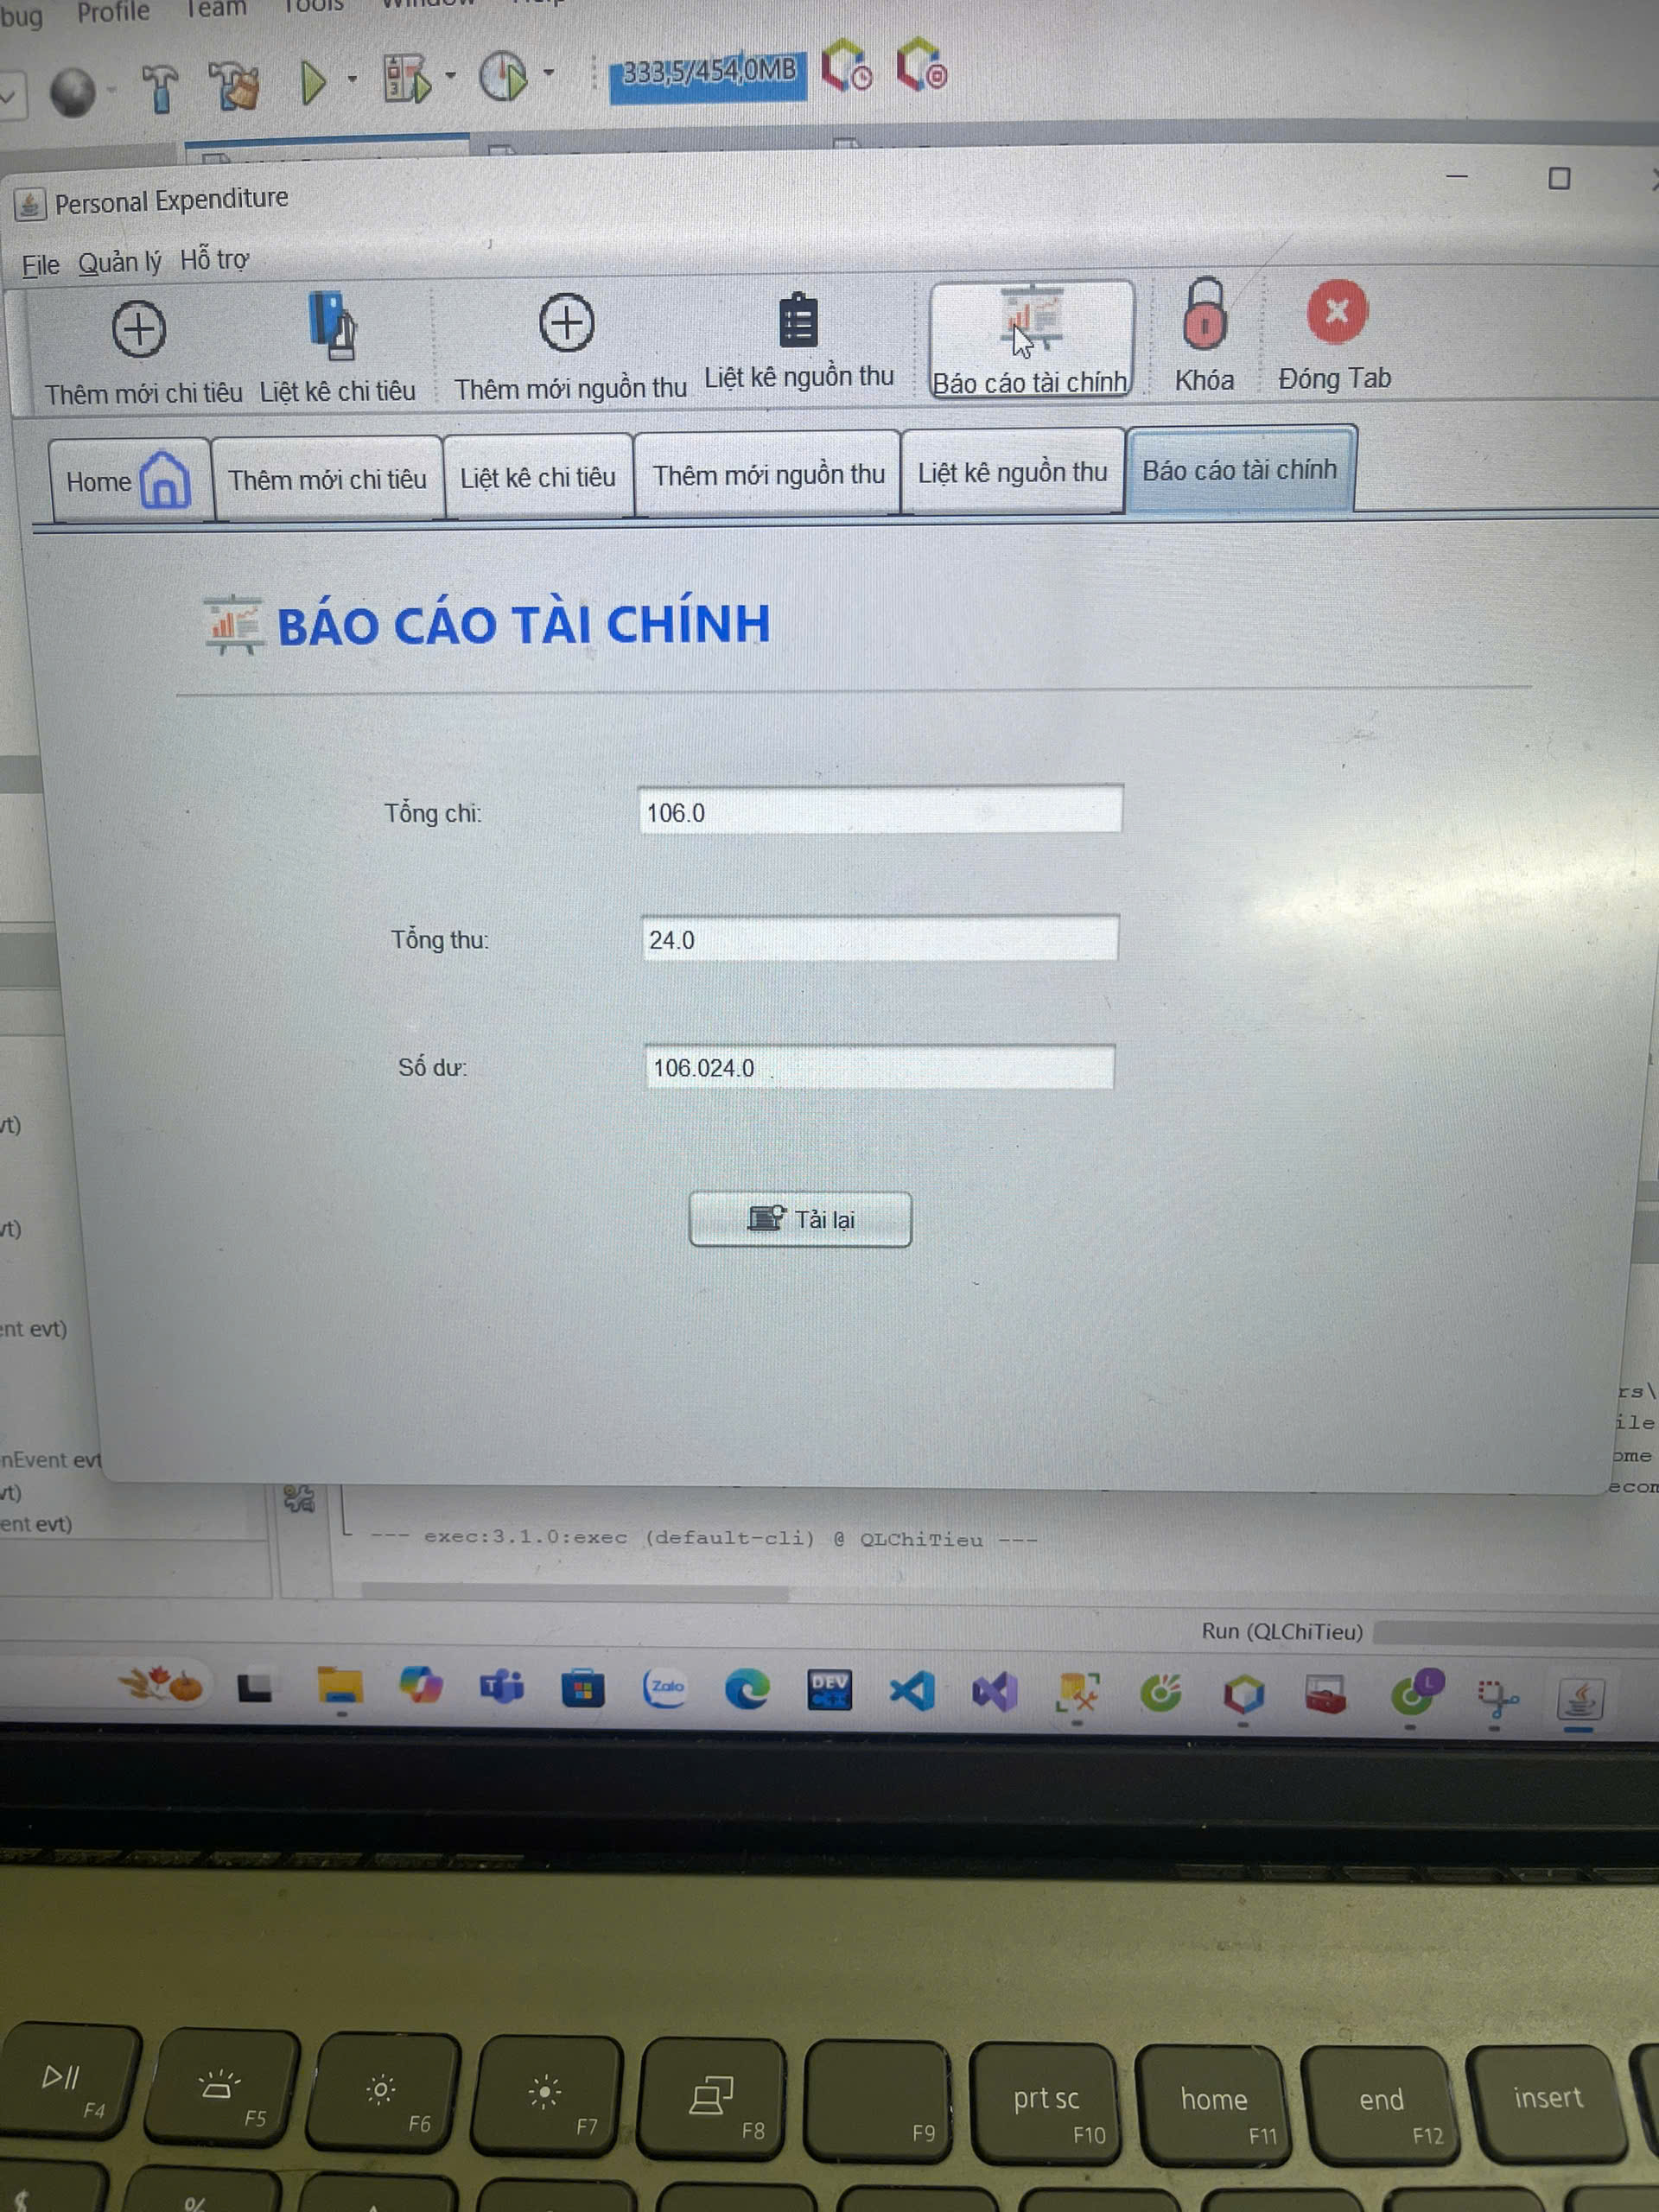 bug Profile Team Tools
333,5/454,0MB
Personal Expenditure
File Quản lý Hỗ trợ
Thêm mới chi tiêu Liệt kê chi tiêu Thêm mới nguồn thu Liệt kê nguồn thu Báo cáo tài chính Khóa Đóng Tab
Home Thêm mới chi tiêu Liệt kê chi tiêu Thêm mới nguồn thu Liệt kê nguồn thu Báo cáo tài chính
BÁO CÁO TÀI CHÍNH
Tổng chi: 106.0
Tổng thu: 24.0
Số dư: 106.024.0
Tải lại
vt)
vt)
ent evt)
nEvent evt
vt)
ent evt)
rs\
ile
ome
econ
--- exec:3.1.0:exec (default-cli) @ QLChiTieu ---
Run (QLChiTieu)
Zalo
DEV
C++
L
F4 F5 F6 F7 F8 F9 prt sc F10 home F11 end F12 insert
$ %